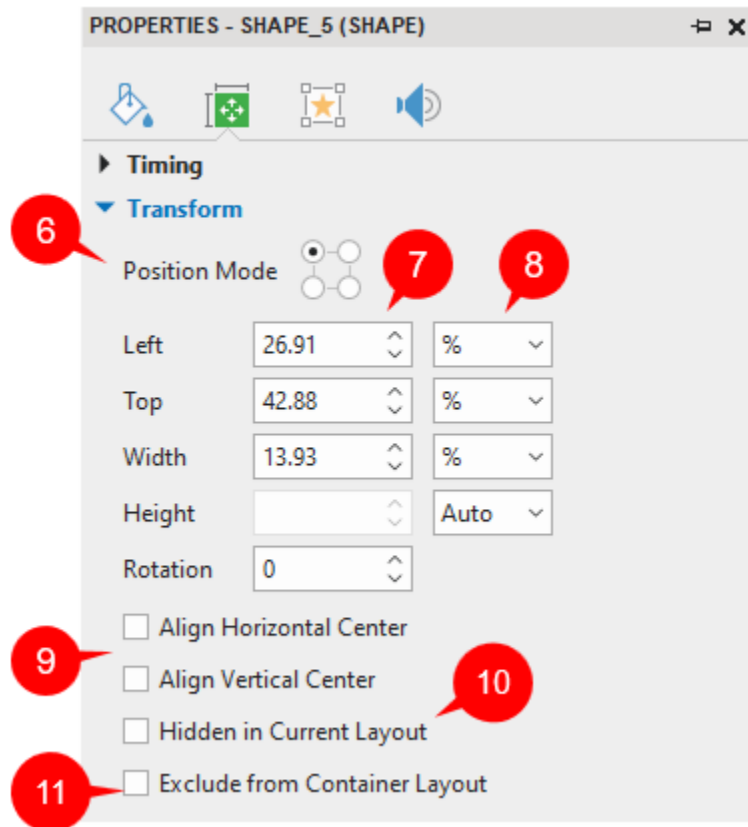 PROPERTIES - SHAPE_5 (SHAPE)
Timing
Transform
6
Position Mode
7
8
Left 26.91 %
Top 42.88 %
Width 13.93 %
Height Auto
Rotation 0
Align Horizontal Center
9
Align Vertical Center
10
Hidden in Current Layout
11
Exclude from Container Layout